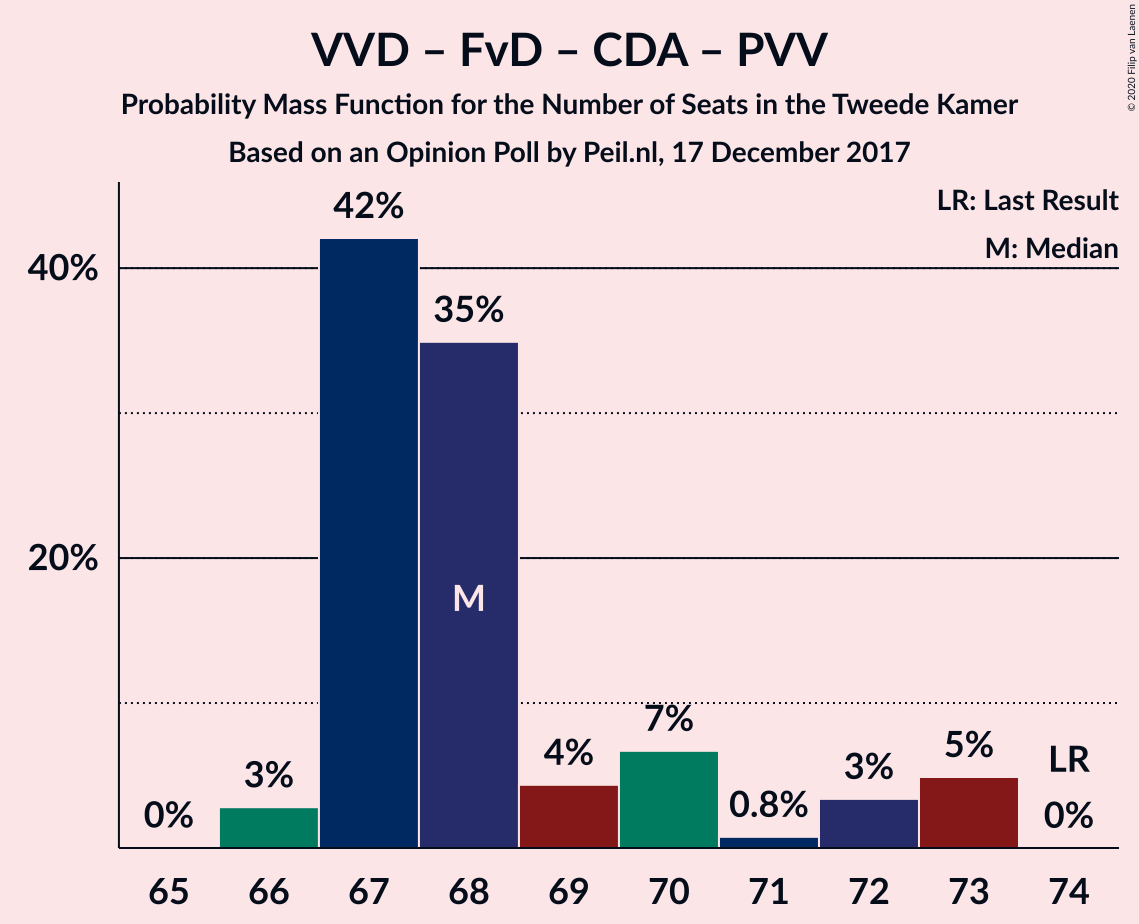 VVD – FvD – CDA – PVV
Probability Mass Function for the Number of Seats in the Tweede Kamer
Based on an Opinion Poll by Peil.nl, 17 December 2017
© 2020 Filip van Laenen
LR: Last Result
M: Median
40%
20%
0%
3%
42%
35%
M
4%
7%
0.8%
3%
5%
LR
0%
65 66 67 68 69 70 71 72 73 74